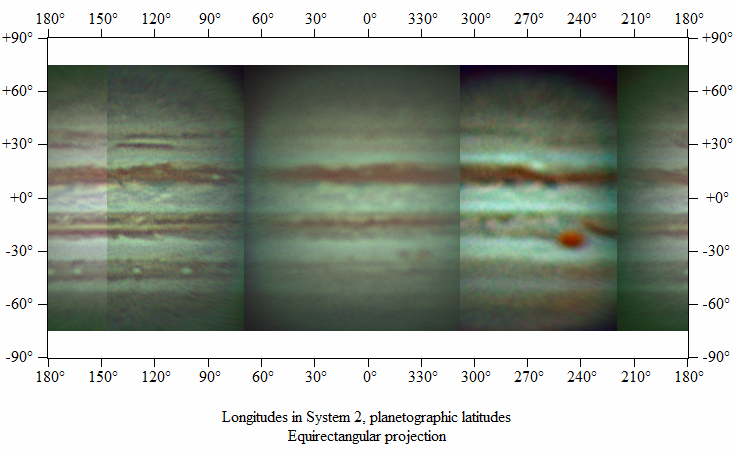 180° 150° 120° 90° 60° 30° 0° 330° 300° 270° 240° 210° 180°
+90° +90°
+60° +60°
+30° +30°
+0° +0°
-30° -30°
-60° -60°
-90° -90°
180° 150° 120° 90° 60° 30° 0° 330° 300° 270° 240° 210° 180°
Longitudes in System 2, planetographic latitudes
Equirectangular projection